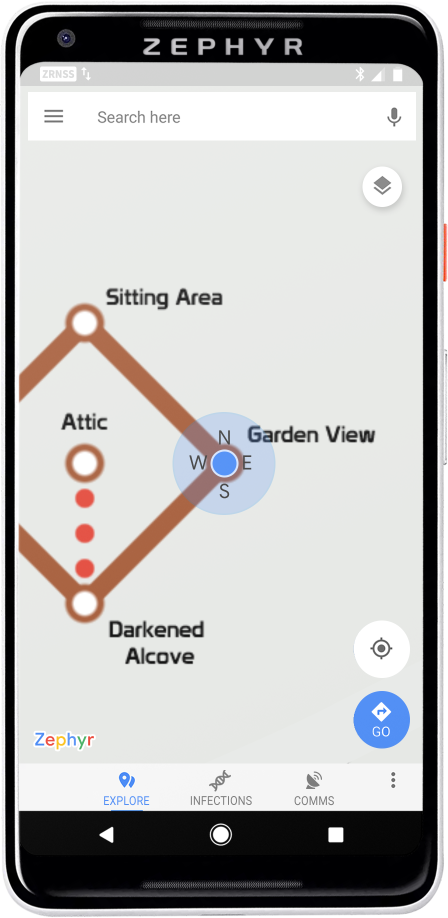 ZEPHYR
ZRNSS
Search here
Sitting Area
Attic
N
Garden View
W E
S
Darkened
Alcove
GO
Zephyr
EXPLORE INFECTIONS COMMS